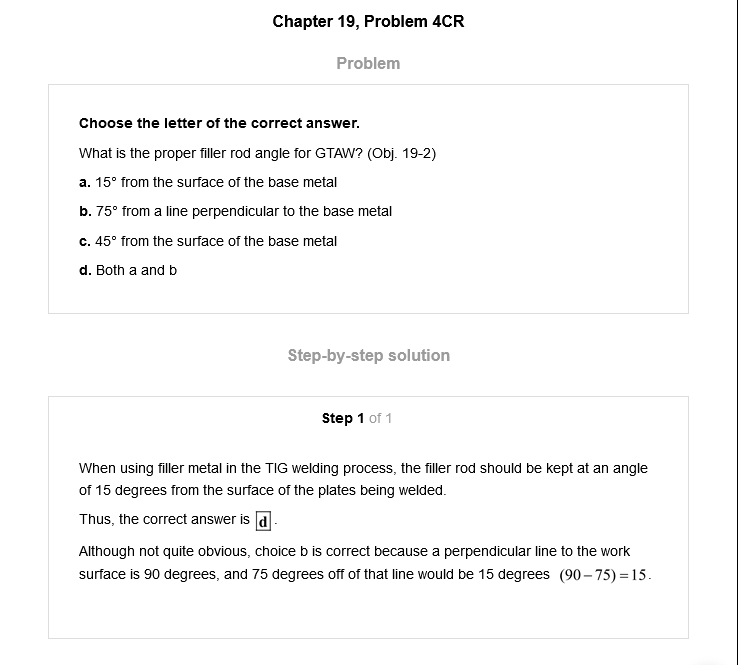 Chapter 19, Problem 4CR
Problem
Choose the letter of the correct answer.
What is the proper filler rod angle for GTAW? (Obj. 19-2)
a. 15° from the surface of the base metal
b. 75° from a line perpendicular to the base metal
c. 45° from the surface of the base metal
d. Both a and b
Step-by-step solution
Step 1 of 1
When using filler metal in the TIG welding process, the filler rod should be kept at an angle
of 15 degrees from the surface of the plates being welded.
Thus, the correct answer is d.
Although not quite obvious, choice b is correct because a perpendicular line to the work
surface is 90 degrees, and 75 degrees off of that line would be 15 degrees (90 – 75) = 15.